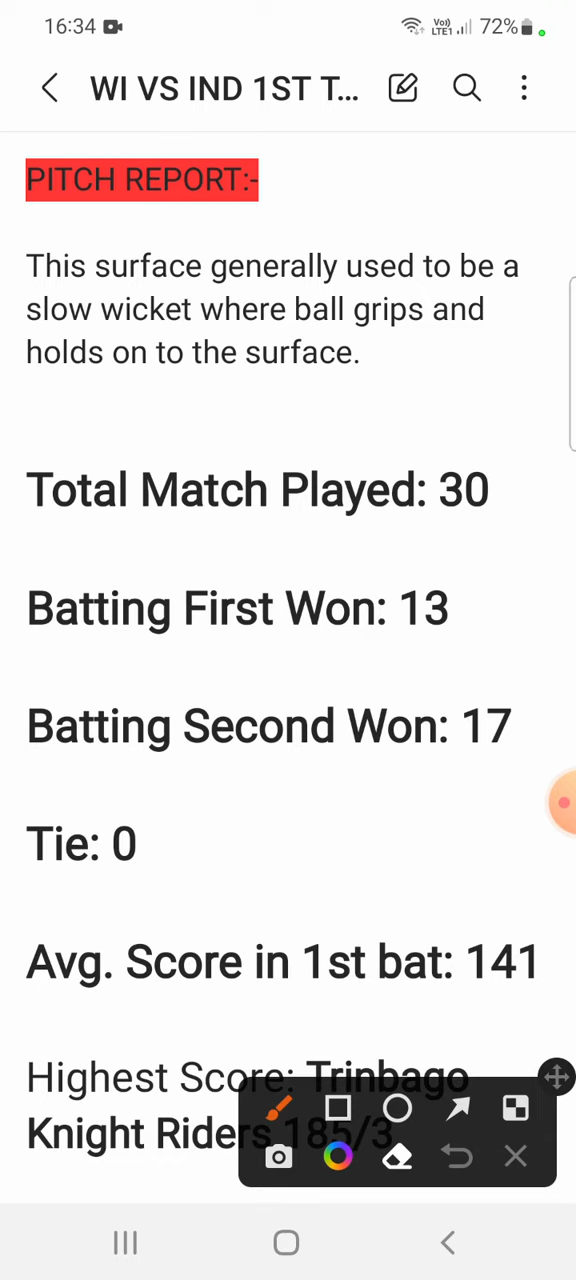 16:34
Vo)) LTE1 72%
WI VS IND 1ST T...
PITCH REPORT:-
This surface generally used to be a
slow wicket where ball grips and
holds on to the surface.
Total Match Played: 30
Batting First Won: 13
Batting Second Won: 17
Tie: 0
Avg. Score in 1st bat: 141
Highest Score: Trinbago
Knight Riders 185/3